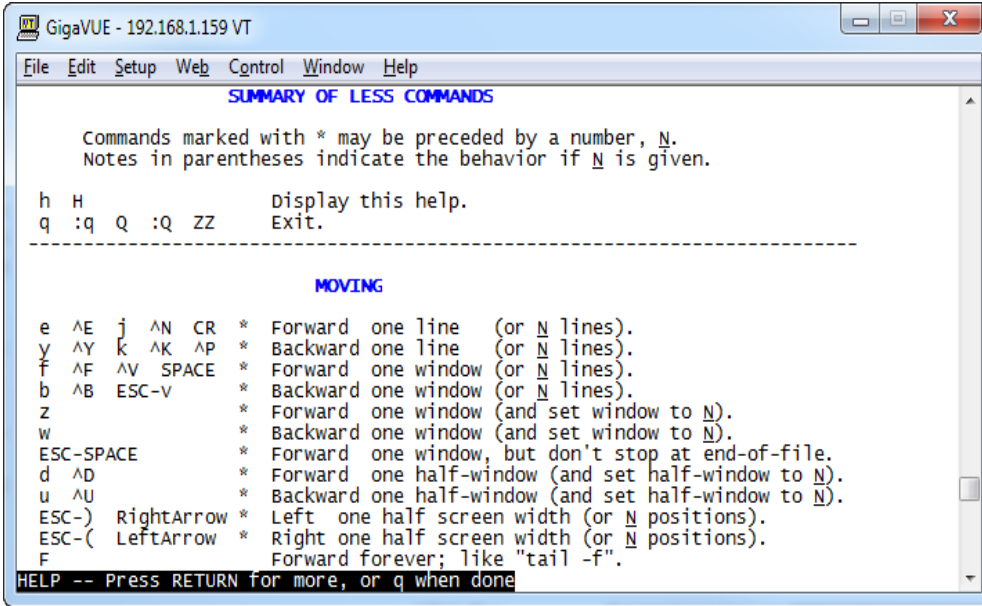 GigaVUE - 192.168.1.159 VT
File Edit Setup Web Control Window Help
SUMMARY OF LESS COMMANDS
Commands marked with * may be preceded by a number, N.
Notes in parentheses indicate the behavior if N is given.
h H Display this help.
q :q Q :Q ZZ Exit.
---------------------------------------------------------------------------
MOVING
e ^E j ^N CR * Forward one line (or N lines).
y ^Y k ^K ^P * Backward one line (or N lines).
f ^F ^V SPACE * Forward one window (or N lines).
b ^B ESC-v * Backward one window (or N lines).
z * Forward one window (and set window to N).
w * Backward one window (and set window to N).
ESC-SPACE * Forward one window, but don't stop at end-of-file.
d ^D * Forward one half-window (and set half-window to N).
u ^U * Backward one half-window (and set half-window to N).
ESC-) RightArrow * Left one half screen width (or N positions).
ESC-( LeftArrow * Right one half screen width (or N positions).
F Forward forever; like "tail -f".
HELP -- Press RETURN for more, or q when done